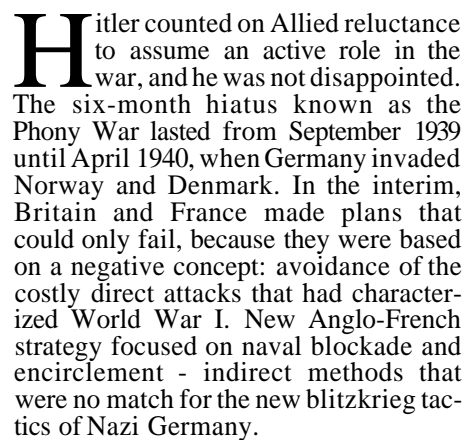 Hitler counted on Allied reluctance
to assume an active role in the
war, and he was not disappointed.
The six-month hiatus known as the
Phony War lasted from September 1939
until April 1940, when Germany invaded
Norway and Denmark. In the interim,
Britain and France made plans that
could only fail, because they were based
on a negative concept: avoidance of the
costly direct attacks that had character-
ized World War I. New Anglo-French
strategy focused on naval blockade and
encirclement - indirect methods that
were no match for the new blitzkrieg tac-
tics of Nazi Germany.